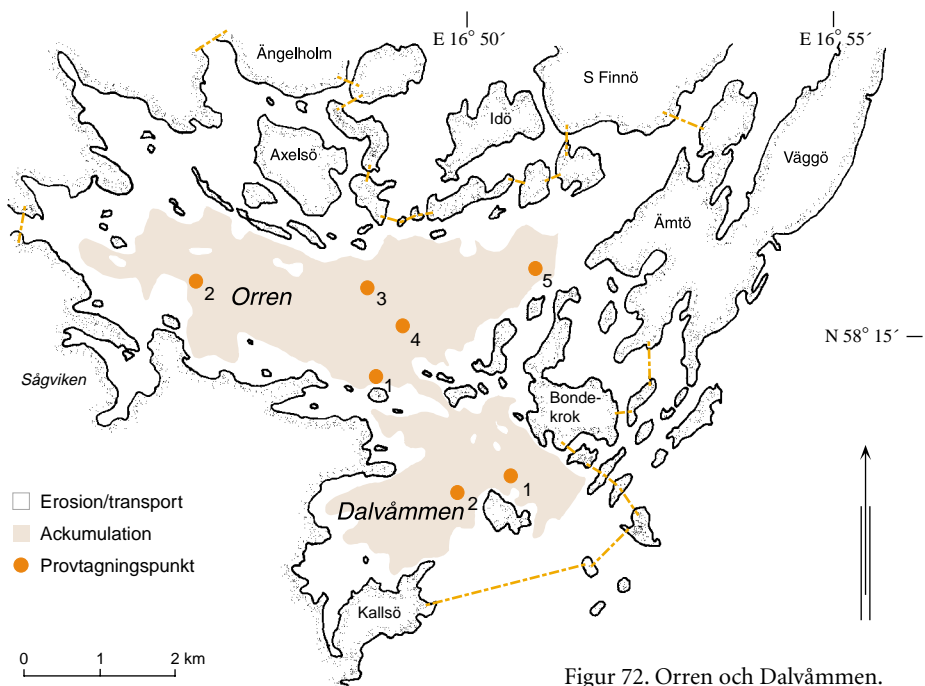 E 16° 50´
E 16° 55´
Ängelholm
S Finnö
Idö
Axelsö
Väggö
Ämtö
2
Orren
3
5
4
N 58° 15´
Sågviken
1
Bonde-
krok
1
2
Dalvåmmen
Erosion/transport
Ackumulation
Provtagningspunkt
Kallsö
0 1 2 km
Figur 72. Orren och Dalvåmmen.